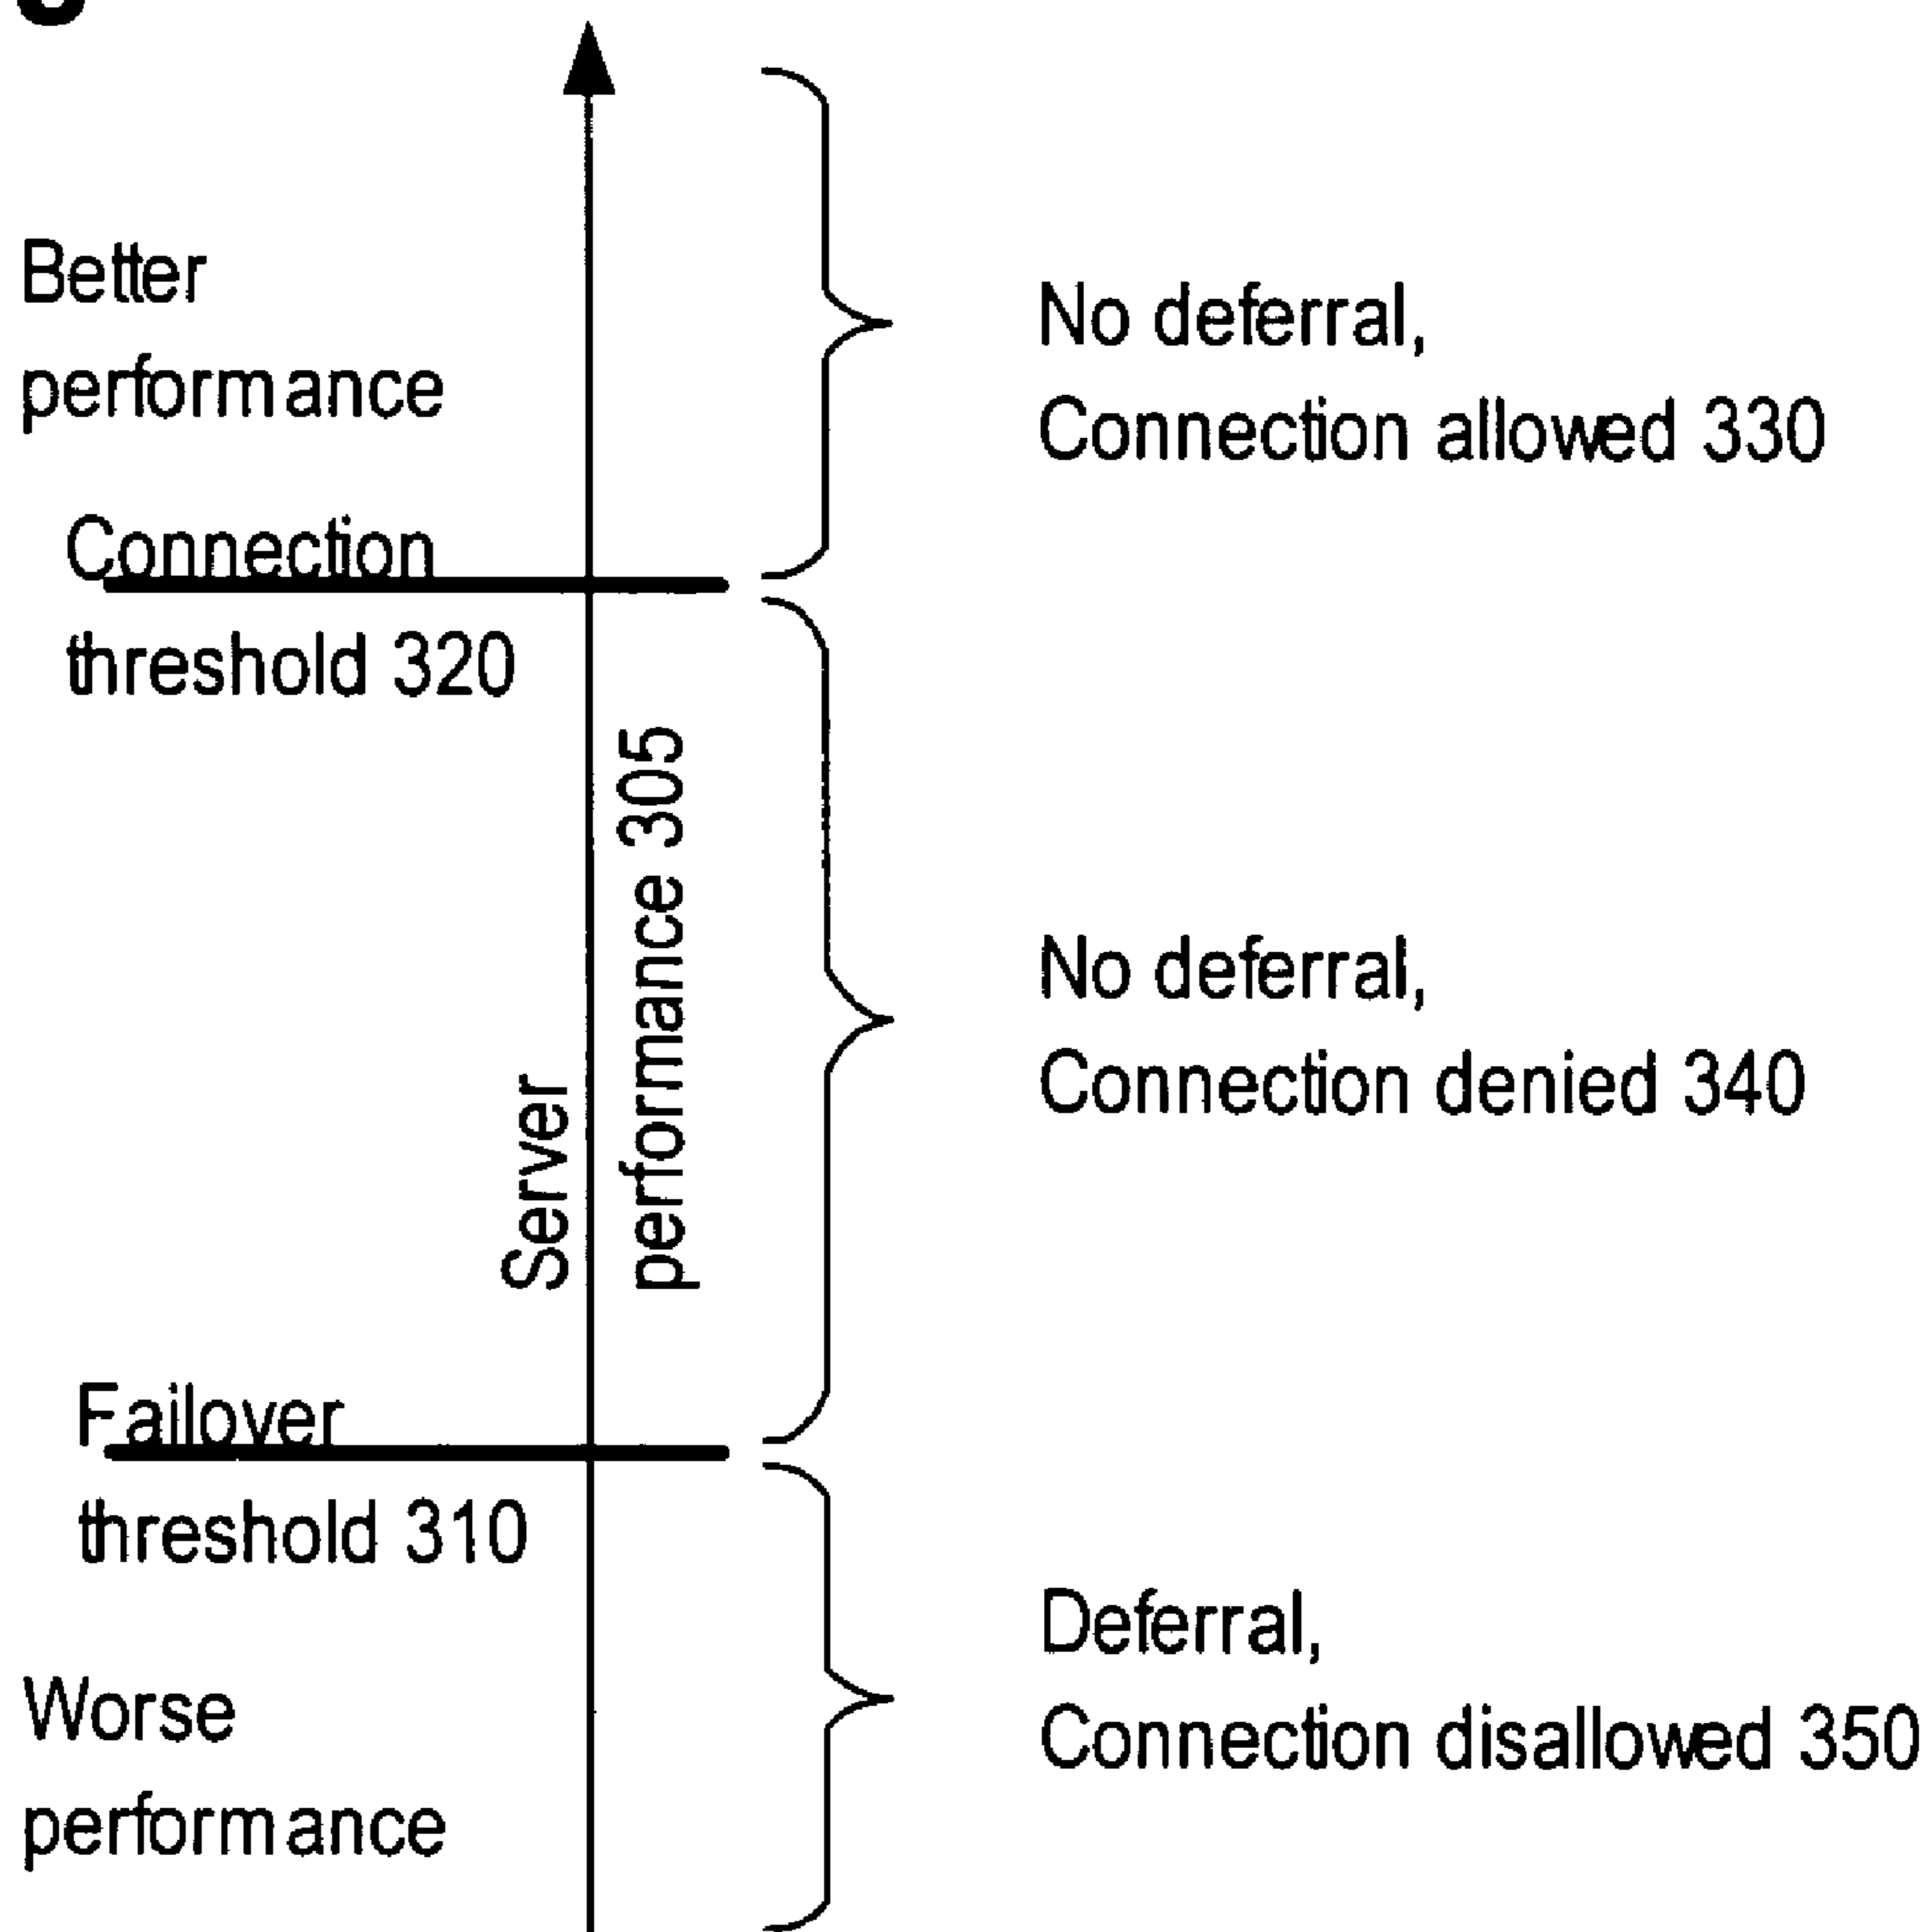 Better
performance
No deferral,
Connection allowed 330
Connection
threshold 320
Server
performance 305
No deferral,
Connection denied 340
Failover
threshold 310
Deferral,
Connection disallowed 350
Worse
performance